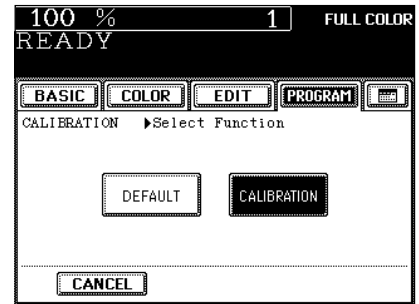 100 % 1 FULL COLOR
READY
BASIC COLOR EDIT PROGRAM
CALIBRATION ▶Select Function
DEFAULT CALIBRATION
CANCEL